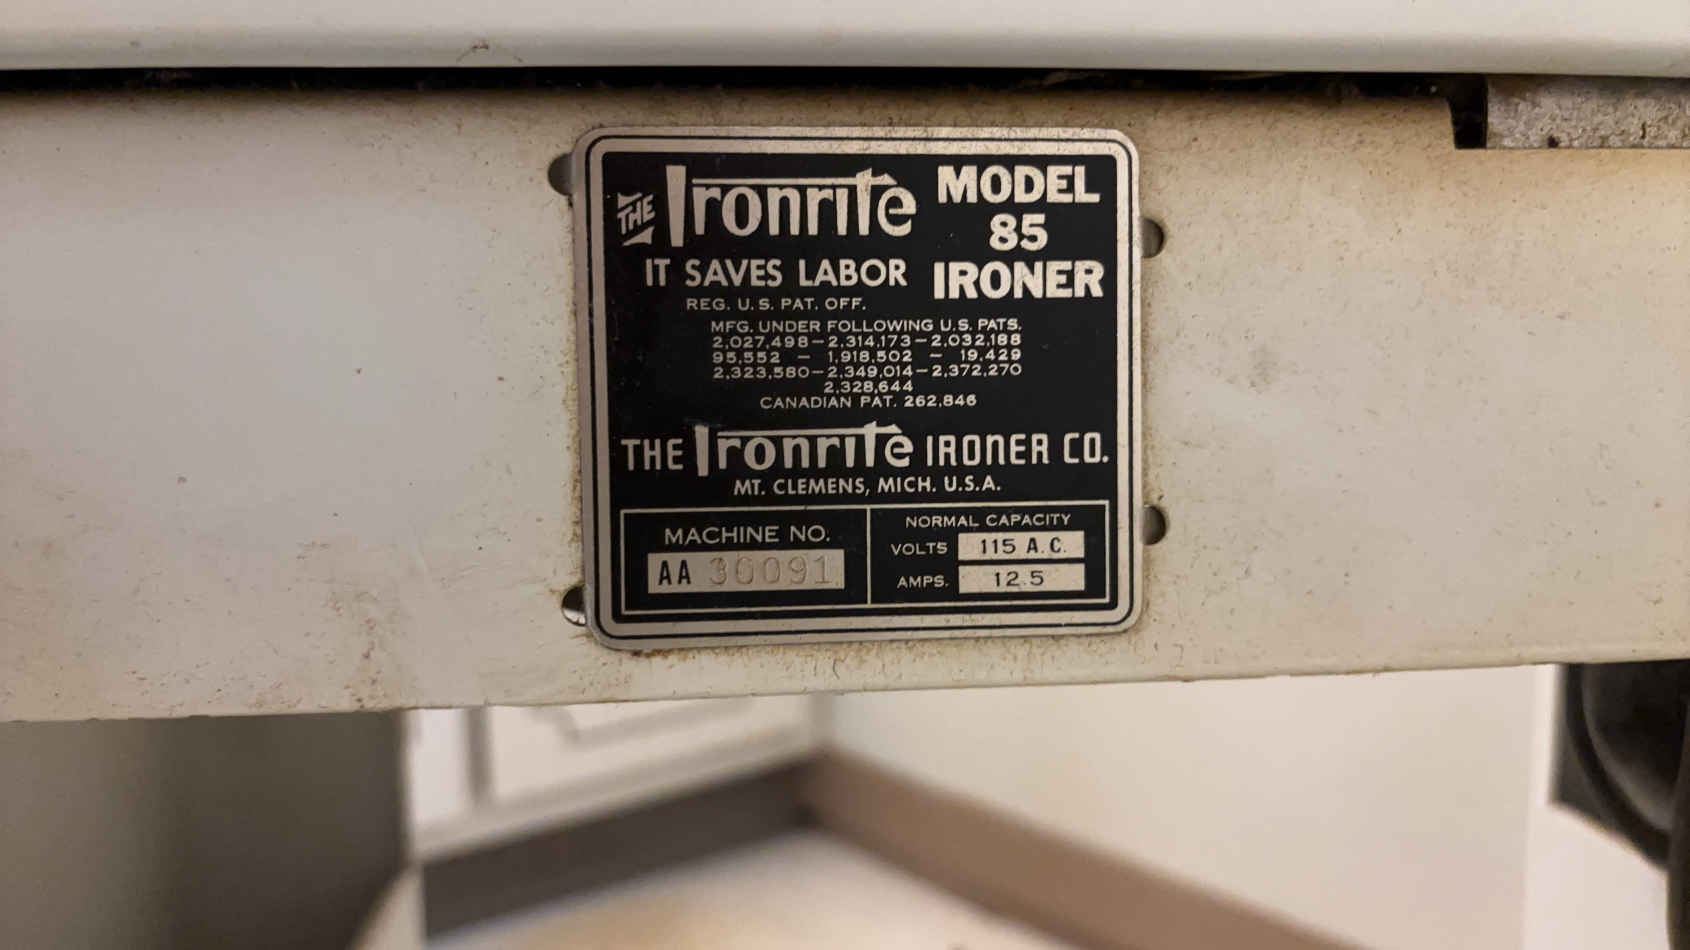 THE Ironrite MODEL
85
IT SAVES LABOR IRONER
REG. U. S. PAT. OFF.
MFG. UNDER FOLLOWING U.S. PATS.
2,027,498—2,314,173—2,032,188
95,552 — 1,918,502 — 19,429
2,323,580—2,349,014—2,372,270
2,328,644
CANADIAN PAT. 262,846
THE Ironrite IRONER CO.
MT. CLEMENS, MICH. U.S.A.
MACHINE NO.
AA 30091
NORMAL CAPACITY
VOLTS 115 A.C.
AMPS. 12.5